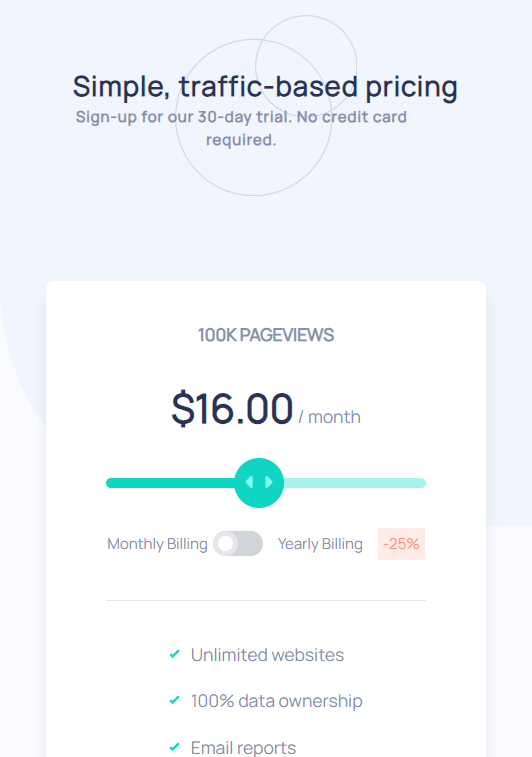 Simple, traffic-based pricing
Sign-up for our 30-day trial. No credit card
required.
100K PAGEVIEWS
$16.00 / month
Monthly Billing Yearly Billing -25%
Unlimited websites
100% data ownership
Email reports